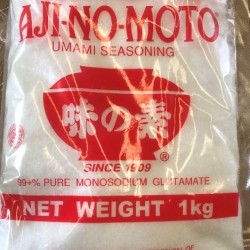 AJI-NO-MOTO
UMAMI SEASONING
味の素
®
SINCE 1909
99+% PURE MONOSODIUM GLUTAMATE
NET WEIGHT 1kg